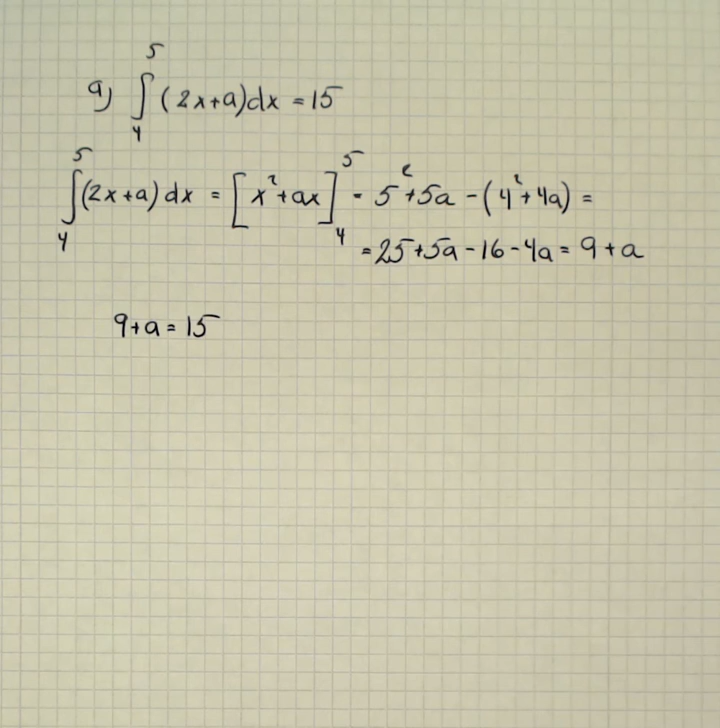 a) ∫₄⁵ (2x+a)dx = 15
∫₄⁵ (2x+a) dx = [x²+ax]₄⁵ = 5²+5a - (4²+4a) =
= 25+5a-16-4a = 9+a
9+a = 15